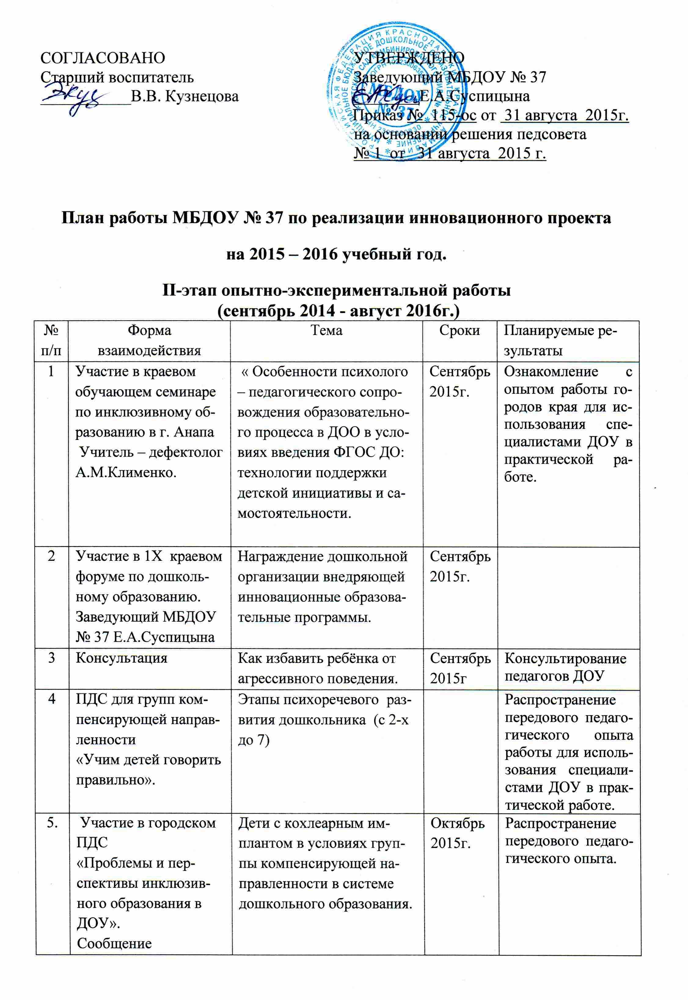 СОГЛАСОВАНО
Старший воспитатель
___________В.В. Кузнецова
УТВЕРЖДЕНО
Заведующий МБДОУ № 37
________Е.А.Суспицына
Приказ № 115-ос от 31 августа 2015г.
на основании решения педсовета
№ 1 от 31 августа 2015 г.
МБДОУ
№ 37
План работы МБДОУ № 37 по реализации инновационного проекта
на 2015 – 2016 учебный год.
II-этап опытно-экспериментальной работы
(сентябрь 2014 - август 2016г.)
№
п/п
Форма
взаимодействия
Тема
Сроки
Планируемые ре-
зультаты
1
Участие в краевом
обучающем семинаре
по инклюзивному об-
разованию в г. Анапа
Учитель – дефектолог
А.М.Клименко.
« Особенности психолого
– педагогического сопро-
вождения образовательно-
го процесса в ДОО в усло-
виях введения ФГОС ДО:
технологии поддержки
детской инициативы и са-
мостоятельности.
Сентябрь
2015г.
Ознакомление с
опытом работы го-
родов края для ис-
пользования спе-
циалистами ДОУ в
практической ра-
боте.
2
Участие в 1Х краевом
форуме по дошколь-
ному образованию.
Заведующий МБДОУ
№ 37 Е.А.Суспицына
Награждение дошкольной
организации внедряющей
инновационные образова-
тельные программы.
Сентябрь
2015г.
3
Консультация
Как избавить ребёнка от
агрессивного поведения.
Сентябрь
2015г
Консультирование
педагогов ДОУ
4
ПДС для групп ком-
пенсирующей направ-
ленности
«Учим детей говорить
правильно».
Этапы психоречевого раз-
вития дошкольника (с 2-х
до 7)
Распространение
передового педаго-
гического опыта
работы для исполь-
зования специали-
стами ДОУ в прак-
тической работе.
5.
Участие в городском
ПДС
«Проблемы и пер-
спективы инклюзив-
ного образования в
ДОУ».
Сообщение
Дети с кохлеарным им-
плантом в условиях груп-
пы компенсирующей на-
правленности в системе
дошкольного образования.
Октябрь
2015г.
Распространение
передового педаго-
гического опыта.